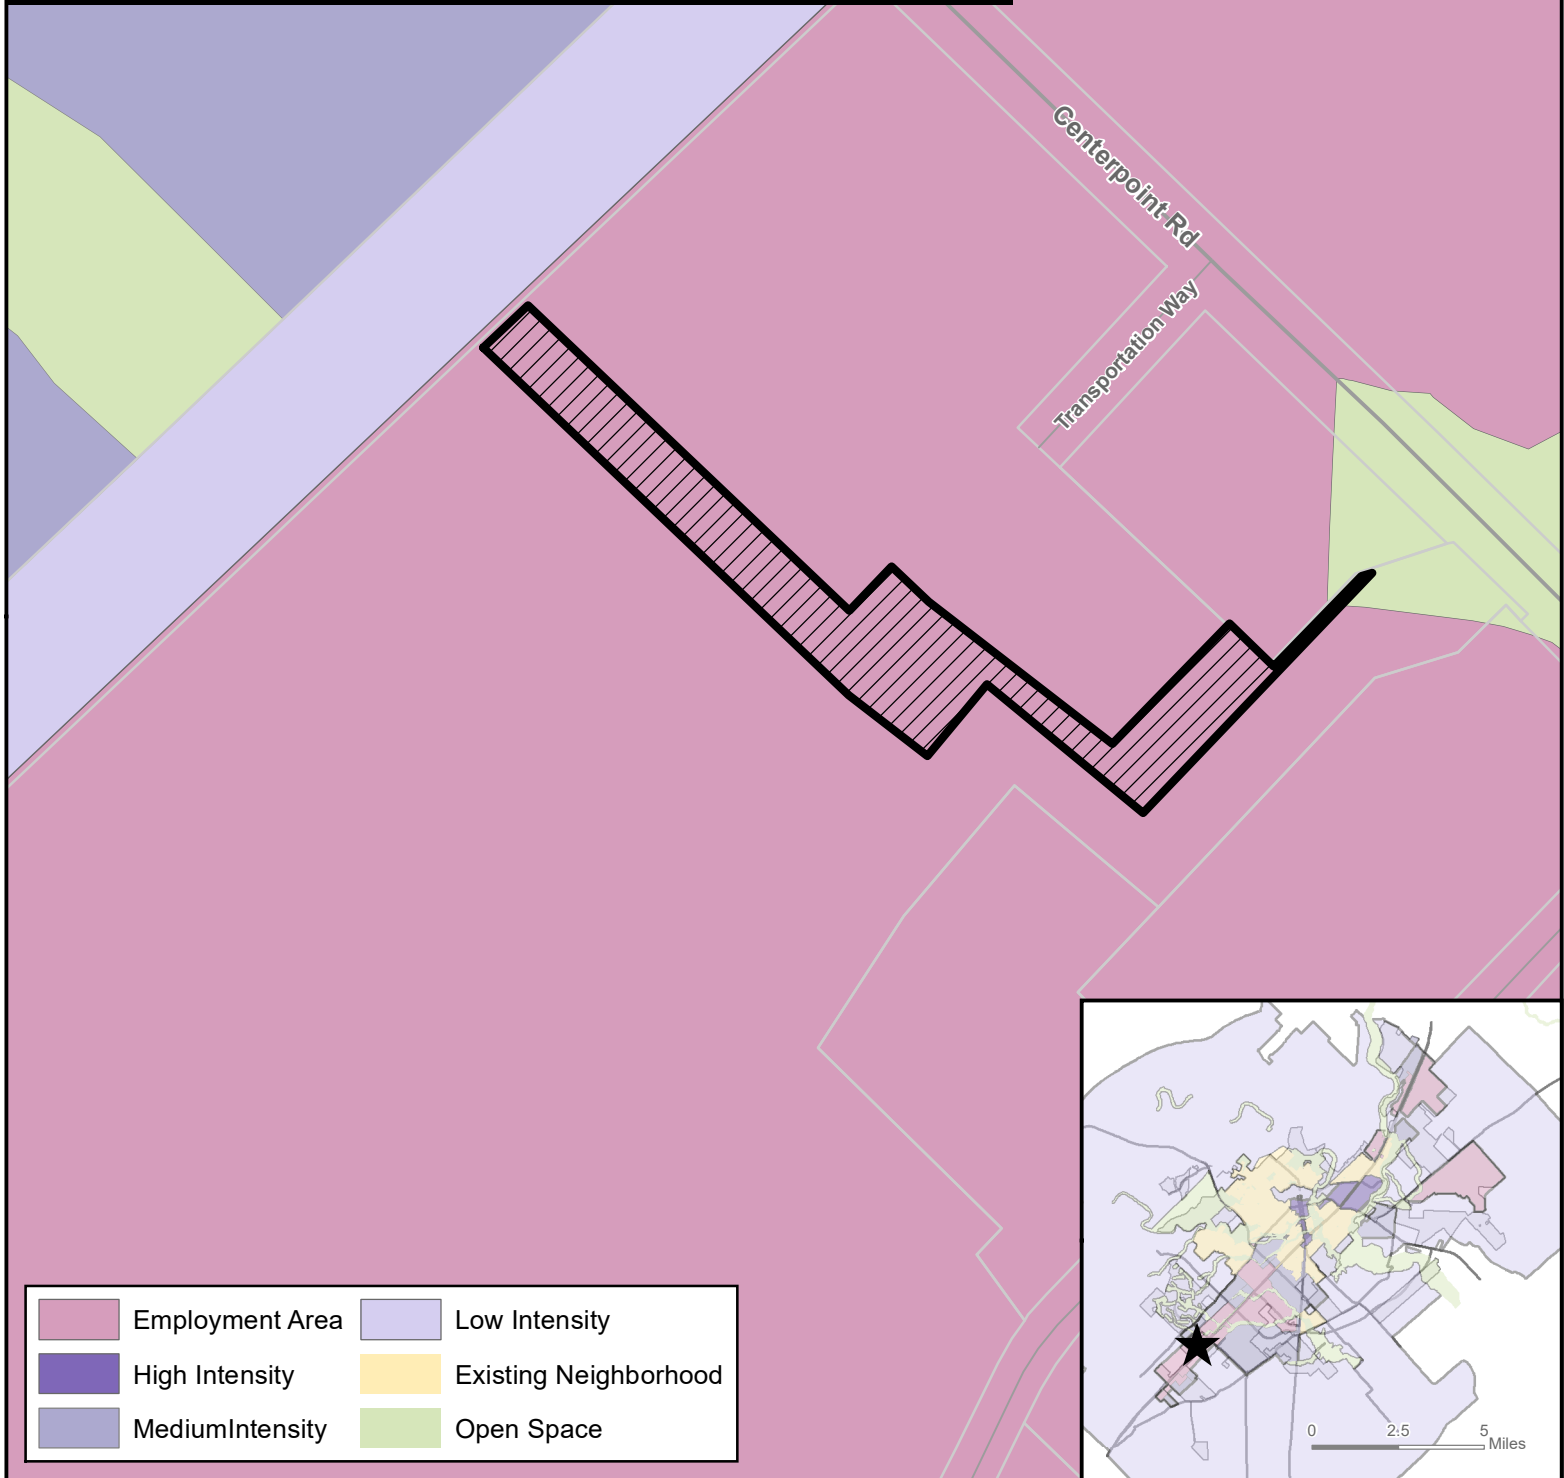 Centerpoint Rd
Transportation Way
Employment Area
Low Intensity
High Intensity
Existing Neighborhood
MediumIntensity
Open Space
0 2.5 5
Miles